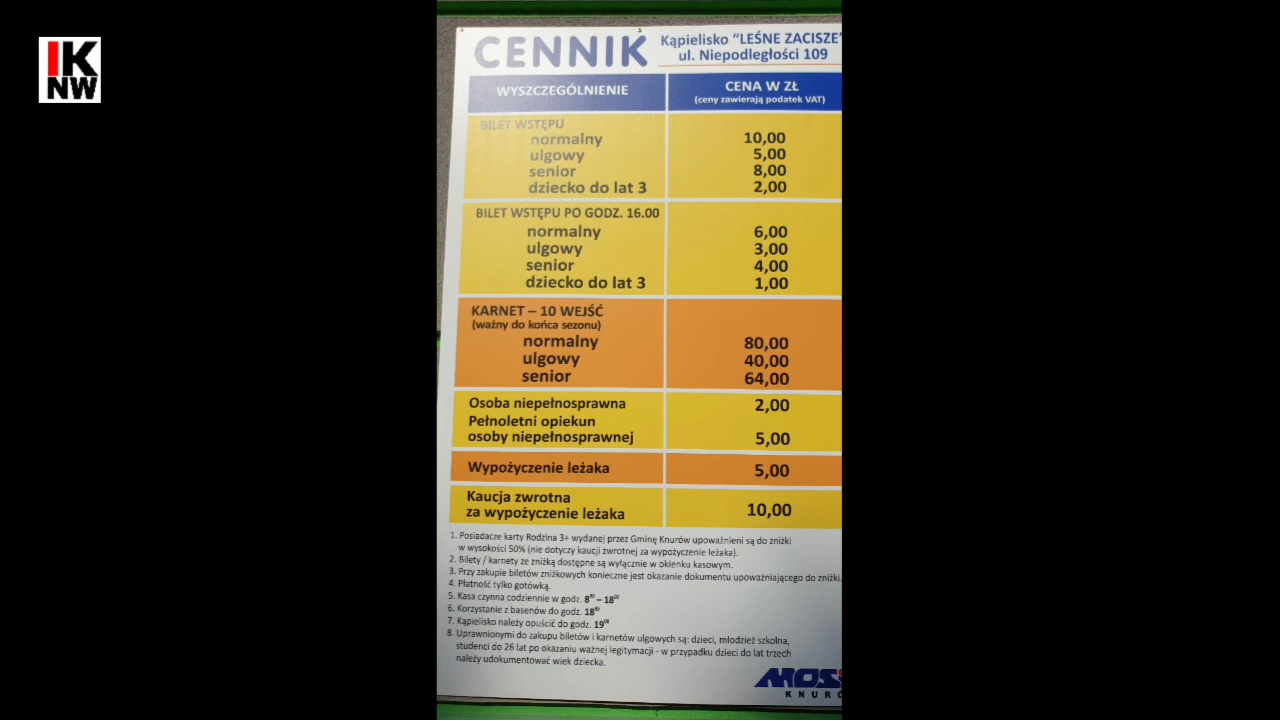 IK
NW
CENNIK
Kąpielisko “LEŚNE ZACISZE”
ul. Niepodległości 109
WYSZCZEGÓLNIENIE
CENA W ZŁ
(ceny zawierają podatek VAT)
BILET WSTĘPU
normalny 10,00
ulgowy 5,00
senior 8,00
dziecko do lat 3 2,00
BILET WSTĘPU PO GODZ. 16.00
normalny 6,00
ulgowy 3,00
senior 4,00
dziecko do lat 3 1,00
KARNET – 10 WEJŚĆ
(ważny do końca sezonu)
normalny 80,00
ulgowy 40,00
senior 64,00
Osoba niepełnosprawna 2,00
Pełnoletni opiekun
osoby niepełnosprawnej 5,00
Wypożyczenie leżaka 5,00
Kaucja zwrotna
za wypożyczenie leżaka 10,00
1. Posiadacze karty Rodzina 3+ wydanej przez Gminę Knurów upoważnieni są do zniżki
w wysokości 50% (nie dotyczy kaucji zwrotnej za wypożyczenie leżaka).
2. Bilety / karnety ze zniżką dostępne są wyłącznie w okienku kasowym.
3. Przy zakupie biletów zniżkowych konieczne jest okazanie dokumentu upoważniającego do zniżki.
4. Płatność tylko gotówką.
5. Kasa czynna codziennie w godz. 8³⁰ – 18⁰⁰
6. Korzystanie z basenów do godz. 18⁴⁵
7. Kąpielisko należy opuścić do godz. 19⁰⁰
8. Uprawnionymi do zakupu biletów i karnetów ulgowych są: dzieci, młodzież szkolna,
studenci do 26 lat po okazaniu ważnej legitymacji - w przypadku dzieci do lat trzech
należy udokumentować wiek dziecka.
MOS
KNURÓ